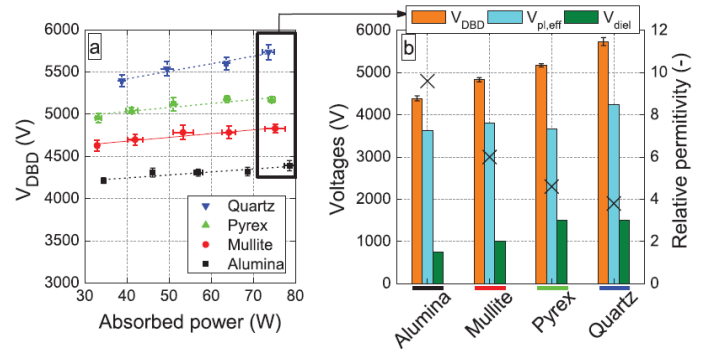 a
6000
5500
5000
4500
4000
3500
3000
V_DBD (V)
30 40 50 60 70 80
Absorbed power (W)
Quartz
Pyrex
Mullite
Alumina
V_DBD V_pl,eff V_diel
b
6000
5000
4000
3000
2000
1000
0
Voltages (V)
12
10
8
6
4
2
0
Relative permitivity (-)
Alumina
Mullite
Pyrex
Quartz